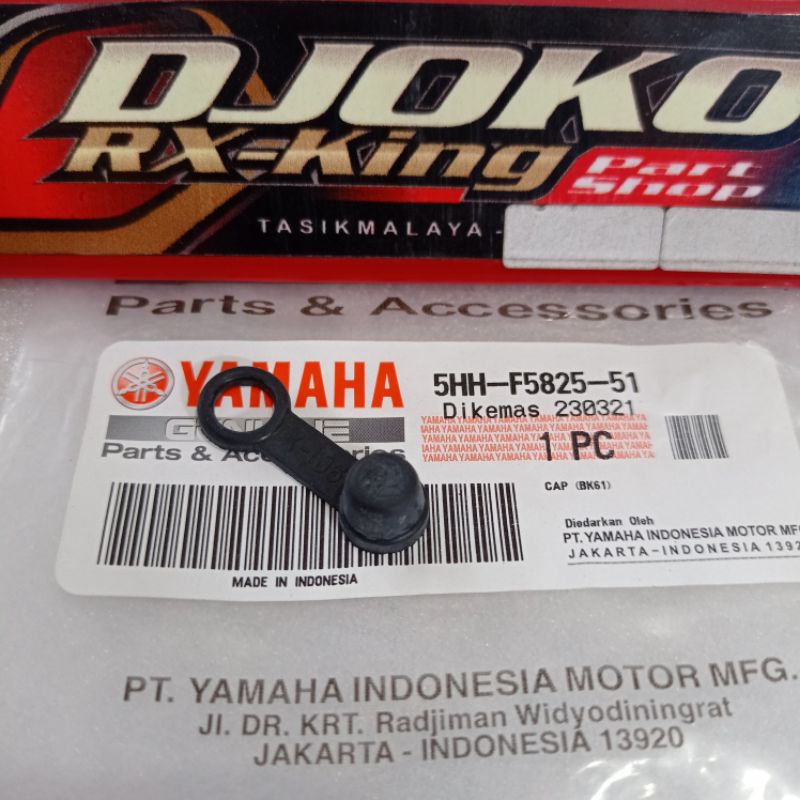 DJOKO
RX-King
Part Shop
TASIKMALAYA -
Parts & Accessories
YAMAHA
5HH-F5825-51
Dikemas 230321
GENUINE
1 PC
Parts & Accessories
CAP (BK61)
Diedarkan Oleh
PT. YAMAHA INDONESIA MOTOR MFG
JAKARTA-INDONESIA 1392
MADE IN INDONESIA
PT. YAMAHA INDONESIA MOTOR MFG.
Jl. DR. KRT. Radjiman Widyodiningrat
JAKARTA - INDONESIA 13920